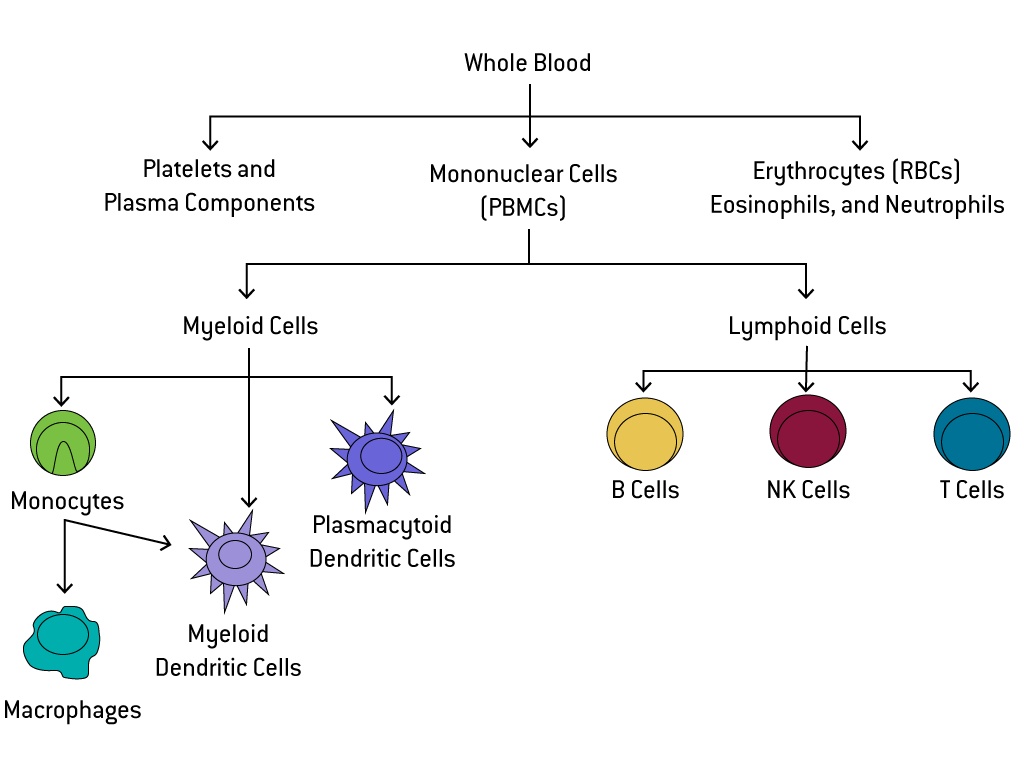 Whole Blood
Platelets and
Plasma Components
Mononuclear Cells
(PBMCs)
Erythrocytes (RBCs)
Eosinophils, and Neutrophils
Myeloid Cells
Lymphoid Cells
Monocytes
Plasmacytoid
Dendritic Cells
B Cells
NK Cells
T Cells
Myeloid
Dendritic Cells
Macrophages